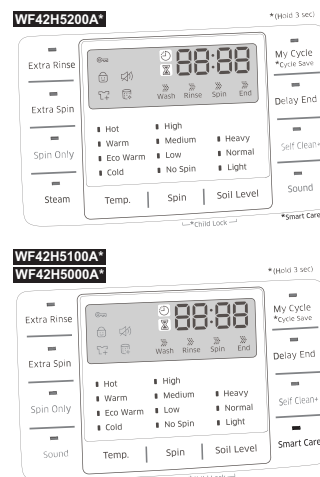 WF42H5200A*
*(Hold 3 sec)
Extra Rinse
Extra Spin
Spin Only
Steam
88:88
Wash Rinse Spin End
Hot High
Warm Medium Heavy
Eco Warm Low Normal
Cold No Spin Light
Temp. Spin Soil Level
*Child Lock
My Cycle
*Cycle Save
Delay End
Self Clean+
Sound
*Smart Care
WF42H5100A*
WF42H5000A*
*(Hold 3 sec)
Extra Rinse
Extra Spin
Spin Only
Sound
88:88
Wash Rinse Spin End
Hot High
Warm Medium Heavy
Eco Warm Low Normal
Cold No Spin Light
Temp. Spin Soil Level
My Cycle
*Cycle Save
Delay End
Self Clean+
Smart Care